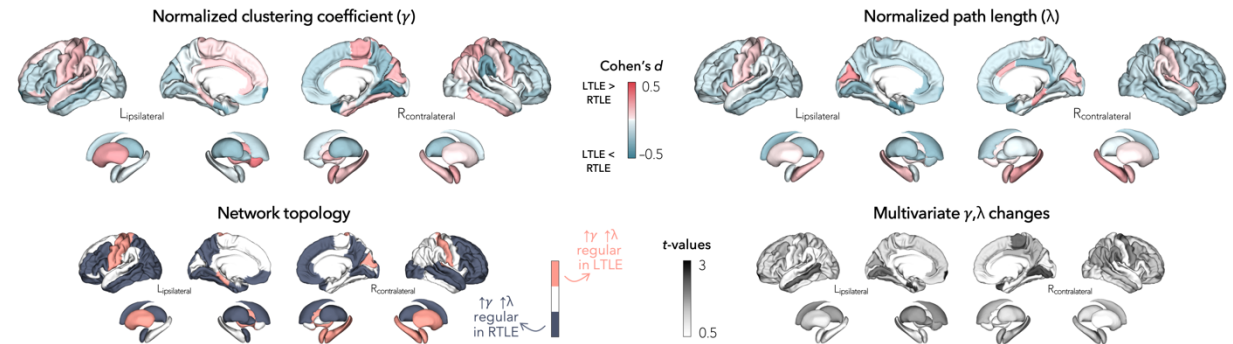 Normalized clustering coefficient (γ)
Normalized path length (λ)
Cohen's d
LTLE >
RTLE
0.5
LTLE <
RTLE
–0.5
Lipsilateral
Rcontralateral
Lipsilateral
Rcontralateral
Network topology
Multivariate γ,λ changes
↑γ ↑λ
regular
in LTLE
↑γ ↑λ
regular
in RTLE
t-values
3
0.5
Lipsilateral
Rcontralateral
Lipsilateral
Rcontralateral